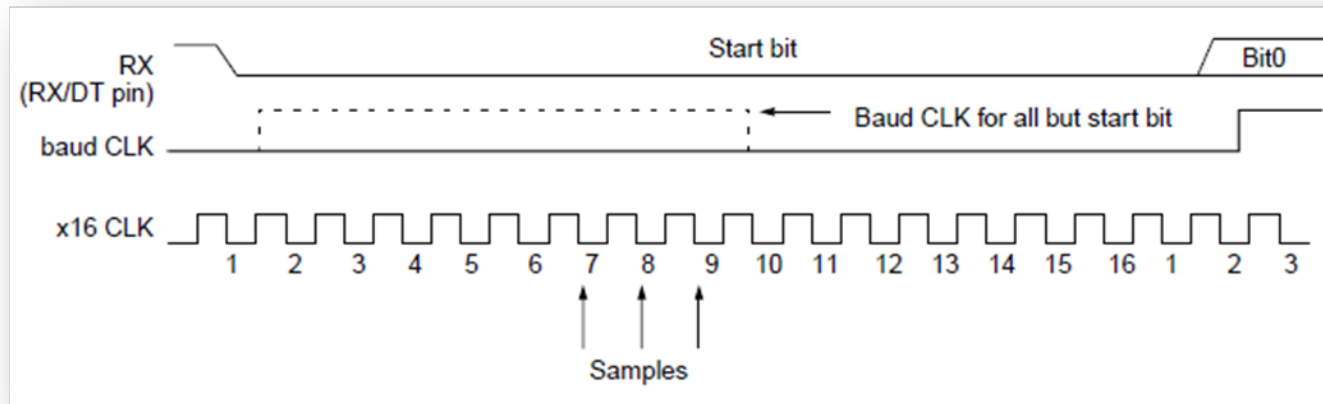 Start bit
RX
(RX/DT pin)
Bit0
Baud CLK for all but start bit
baud CLK
x16 CLK
1 2 3 4 5 6 7 8 9 10 11 12 13 14 15 16 1 2 3
Samples